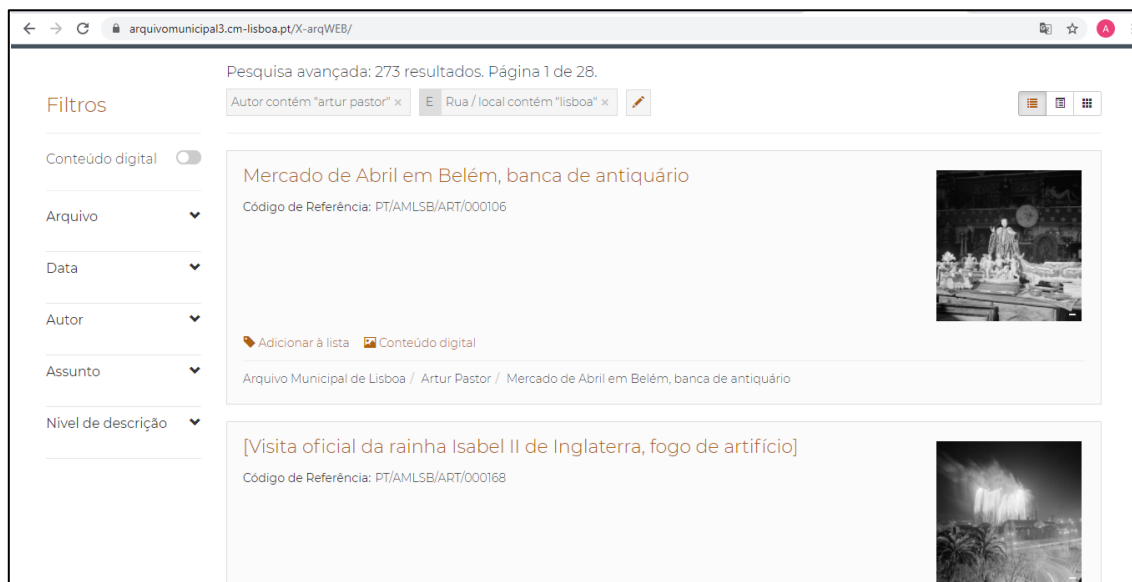 arquivomunicipal3.cm-lisboa.pt/X-arqWEB/
A
Pesquisa avançada: 273 resultados. Página 1 de 28.
Filtros
Autor contém "artur pastor" ×
E Rua / local contém "lisboa" ×
Conteúdo digital
Arquivo
Data
Autor
Assunto
Nível de descrição
Mercado de Abril em Belém, banca de antiquário
Código de Referência: PT/AMLSB/ART/000106
Adicionar à lista Conteúdo digital
Arquivo Municipal de Lisboa / Artur Pastor / Mercado de Abril em Belém, banca de antiquário
[Visita oficial da rainha Isabel II de Inglaterra, fogo de artifício]
Código de Referência: PT/AMLSB/ART/000168